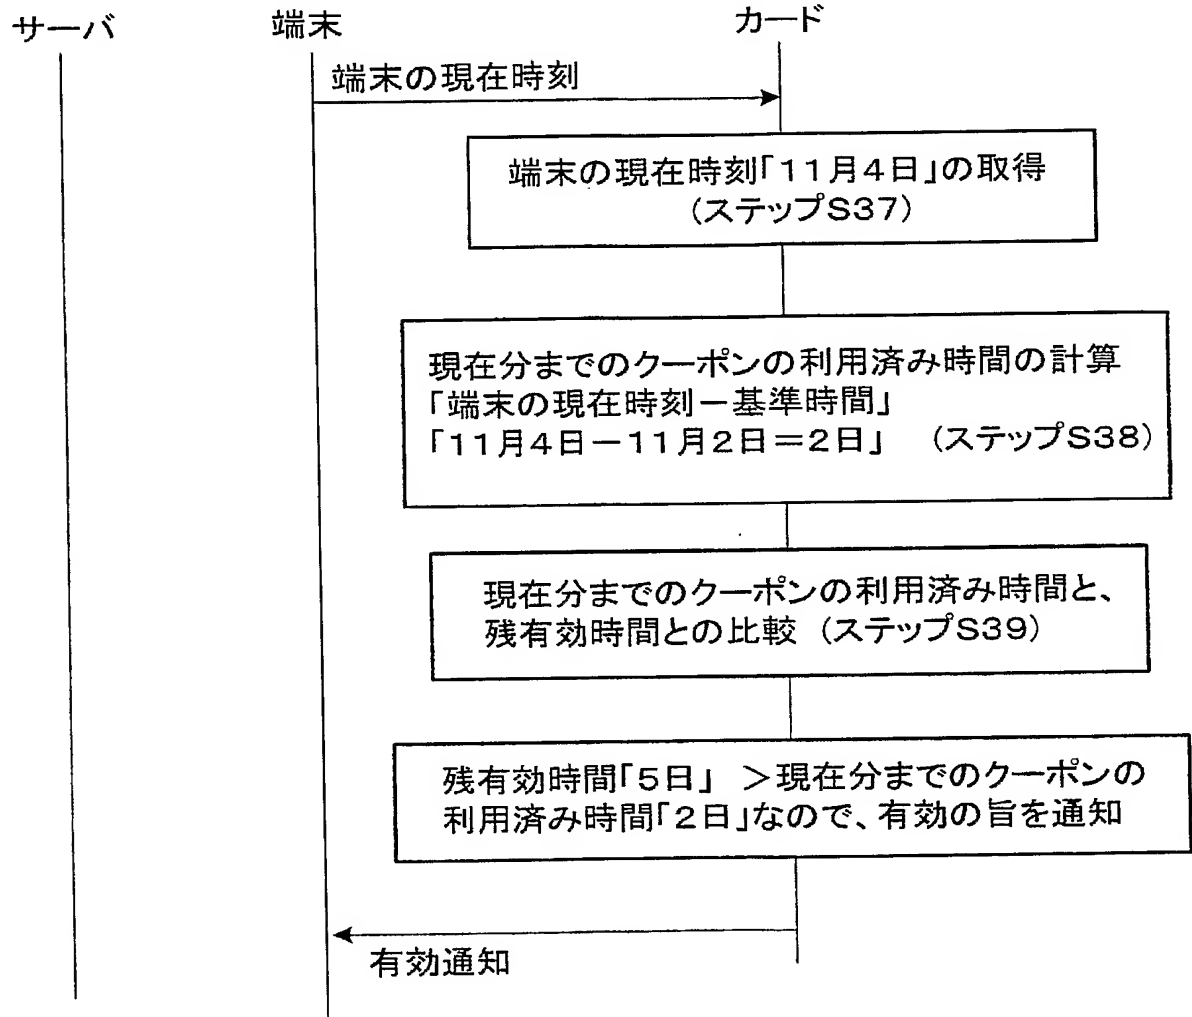 サーバ
端末
カード
端末の現在時刻
端末の現在時刻「11月4日」の取得
(ステップS37)
現在分までのクーポンの利用済み時間の計算
「端末の現在時刻-基準時間」
「11月4日-11月2日=2日」 (ステップS38)
現在分までのクーポンの利用済み時間と、
残有効時間との比較 (ステップS39)
残有効時間「5日」 >現在分までのクーポンの
利用済み時間「2日」なので、有効の旨を通知
有効通知